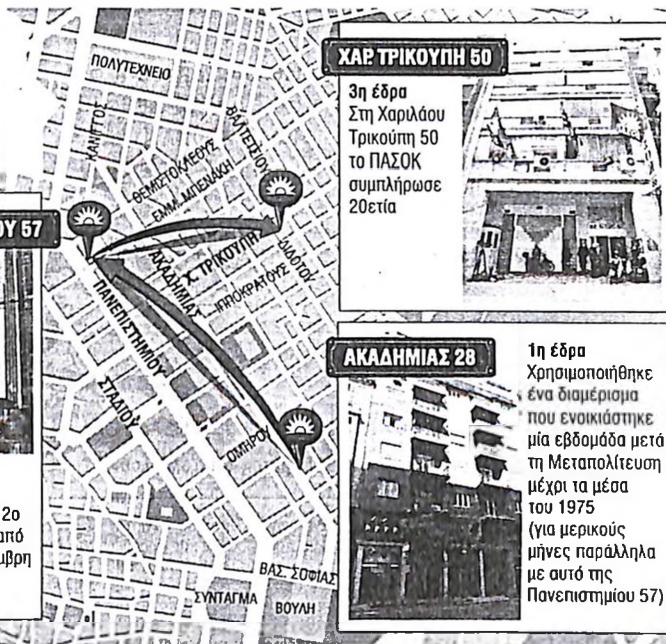 ΧΑΡ. ΤΡΙΚΟΥΠΗ 50
3η έδρα
Στη Χαριλάου
Τρικούπη 50
το ΠΑΣΟΚ
συμπλήρωσε
20ετία
ΑΚΑΔΗΜΙΑΣ 28
1η έδρα
Χρησιμοποιήθηκε
ένα διαμέρισμα
που ενοικιάστηκε
μία εβδομάδα μετά
τη Μεταπολίτευση
μέχρι τα μέσα
του 1975
(για μερικούς
μήνες παράλληλα
με αυτό της
Πανεπιστημίου 57)
ΟΥ 57
2ο
από
μβρη
ΠΟΛΥΤΕΧΝΕΙΟ
ΚΑΝΙΓΓΟΣ
ΘΕΜΙΣΤΟΚΛΕΟΥΣ
ΕΜΜ. ΜΠΕΝΑΚΗ
ΒΑΛΤΕΤΣΙΟΥ
ΑΚΑΔΗΜΙΑΣ
Χ. ΤΡΙΚΟΥΠΗ
ΔΙΔΟΤΟΥ
ΙΠΠΟΚΡΑΤΟΥΣ
ΠΑΝΕΠΙΣΤΗΜΙΟΥ
ΣΤΑΔΙΟΥ
ΟΜΗΡΟΥ
ΒΑΣ. ΣΟΦΙΑΣ
ΣΥΝΤΑΓΜΑ
ΒΟΥΛΗ